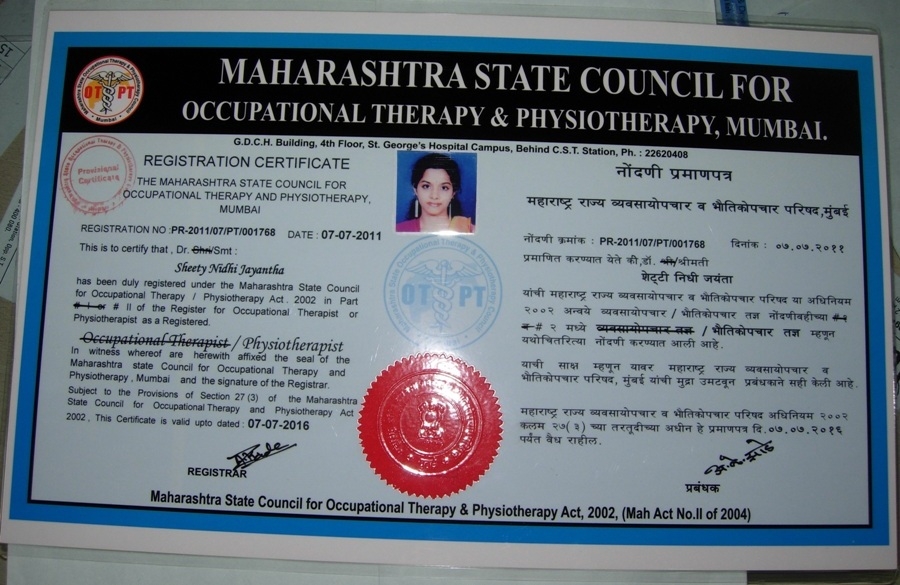 MAHARASHTRA STATE COUNCIL FOR
OCCUPATIONAL THERAPY & PHYSIOTHERAPY, MUMBAI.
G.D.C.H. Building, 4th Floor, St. George's Hospital Campus, Behind C.S.T. Station, Ph. : 22620408
OT PT
Mumbai
Provisional
Certificate
REGISTRATION CERTIFICATE
THE MAHARASHTRA STATE COUNCIL FOR
OCCUPATIONAL THERAPY AND PHYSIOTHERAPY,
MUMBAI
REGISTRATION NO : PR-2011/07/PT/001768 DATE : 07-07-2011
This is to certify that , Dr. Shri/Smt :
Sheety Nidhi Jayantha
has been duly registered under the Maharashtra State Council
for Occupational Therapy / Physiotherapy Act . 2002 in Part
# I or # II of the Register for Occupational Therapist or
Physiotherapist as a Registered.
Occupational Therapist / Physiotherapist
In witness whereof are herewith affixed the seal of the
Maharashtra state Council for Occupational Therapy and
Physiotherapy , Mumbai and the signature of the Registrar.
Subject to the Provisions of Section 27 (3) of the Maharashtra
State Council for Occupational Therapy and Physiotherapy Act
2002 . This Certificate is valid upto dated : 07-07-2016
REGISTRAR
OT PT
नोंदणी प्रमाणपत्र
महाराष्ट्र राज्य व्यवसायोपचार व भौतिकोपचार परिषद,मुंबई
नोंदणी क्रमांक : PR-2011/07/PT/001768 दिनांक : ०७.०७.२०११
प्रमाणित करण्यात येते की,डॉ. श्री/श्रीमती
शेट्टी निधी जयंता
यांची महाराष्ट्र राज्य व्यवसायोपचार व भौतिकोपचार परिषद या अधिनियम
२००२ अन्वये व्यवसायोपचार / भौतिकोपचार तज्ञ नोंदणीवहीच्या # १
व # २ मध्ये व्यवसायोपचार तज्ञ / भौतिकोपचार तज्ञ म्हणून
यथोचितरित्या नोंदणी करण्यात आली आहे.
याची साक्ष म्हणून यावर महाराष्ट्र राज्य व्यवसायोपचार व
भौतिकोपचार परिषद, मुंबई यांची मुद्रा उमटवून प्रबंधकाने सही केली आहे.
महाराष्ट्र राज्य व्यवसायोपचार व भौतिकोपचार परिषद अधिनियम २००२
कलम २७(३) च्या तरतूदीच्या अधीन हे प्रमाणपत्र दि.०७.०७.२०१६
पर्यंत वैध राहील.
प्रबंधक
Maharashtra State Council for Occupational Therapy & Physiotherapy Act, 2002, (Mah Act No.II of 2004)